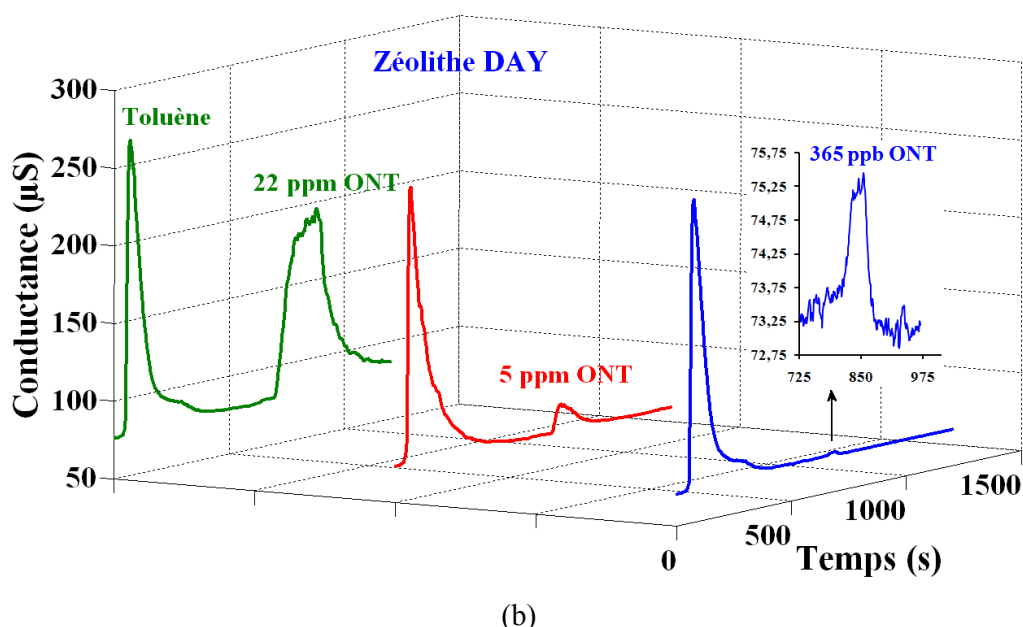 Zéolithe DAY
300
250
200
150
100
50
Conductance (µS)
Toluène
22 ppm ONT
5 ppm ONT
365 ppb ONT
75,75
75,25
74,75
74,25
73,75
73,25
72,75
725
850
975
0
500
1000
1500
Temps (s)
(b)